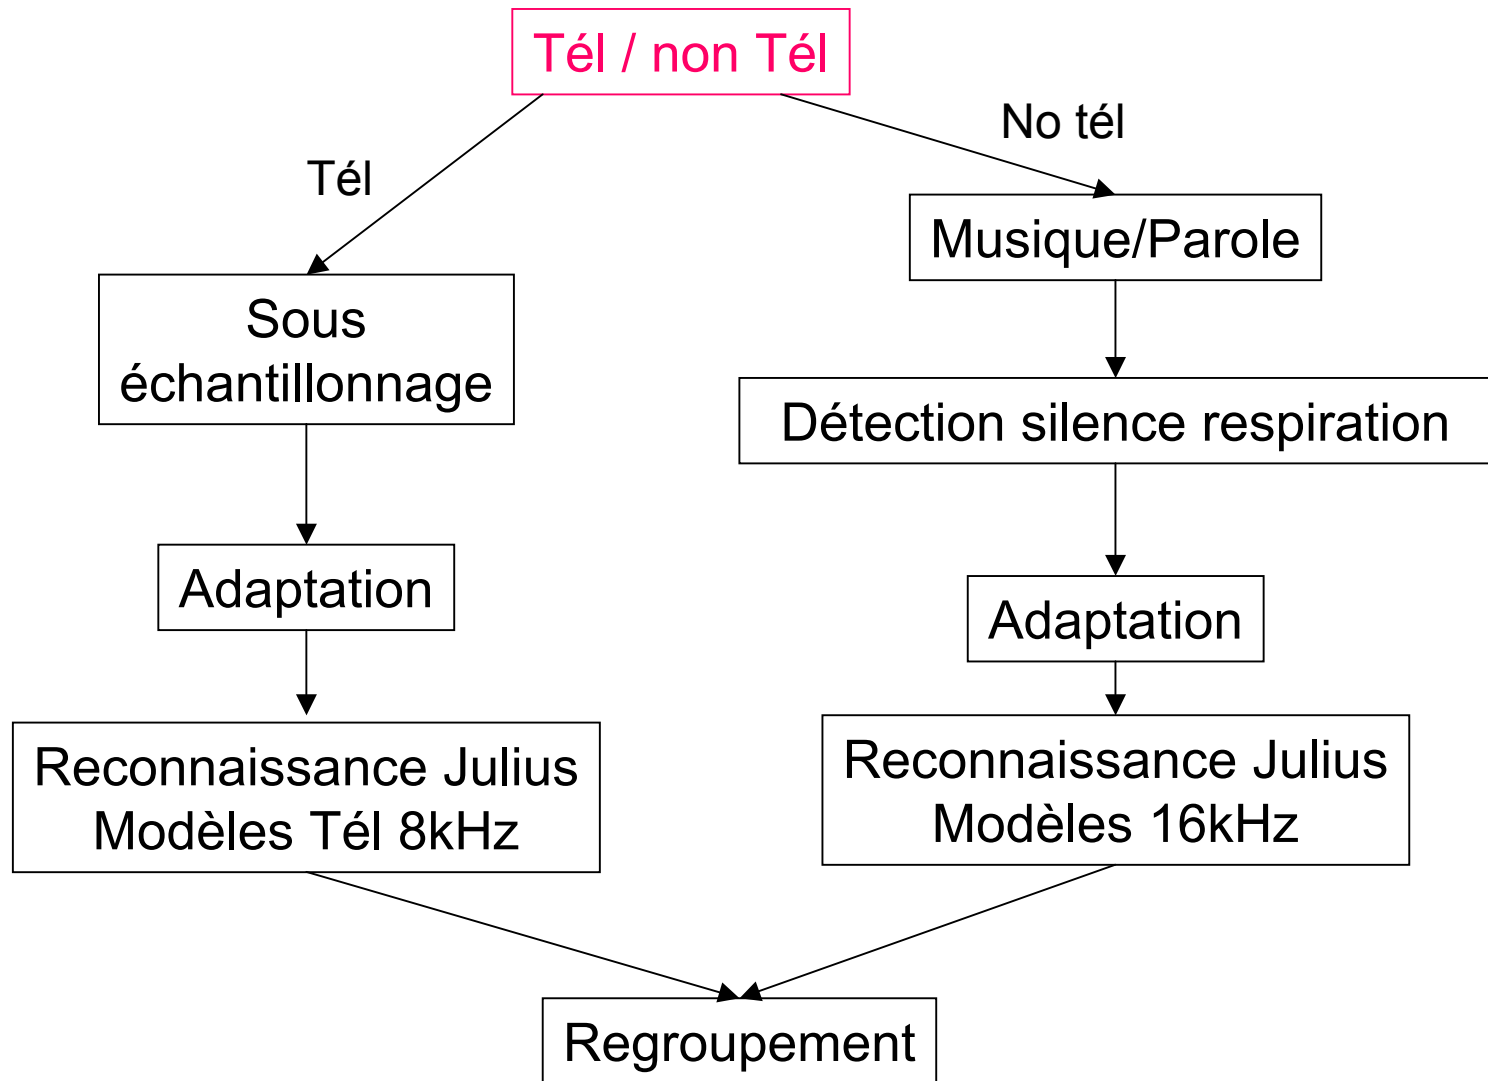 Tél / non Tél
Tél
No tél
Sous
échantillonnage
Adaptation
Reconnaissance Julius
Modèles Tél 8kHz
Musique/Parole
Détection silence respiration
Adaptation
Reconnaissance Julius
Modèles 16kHz
Regroupement